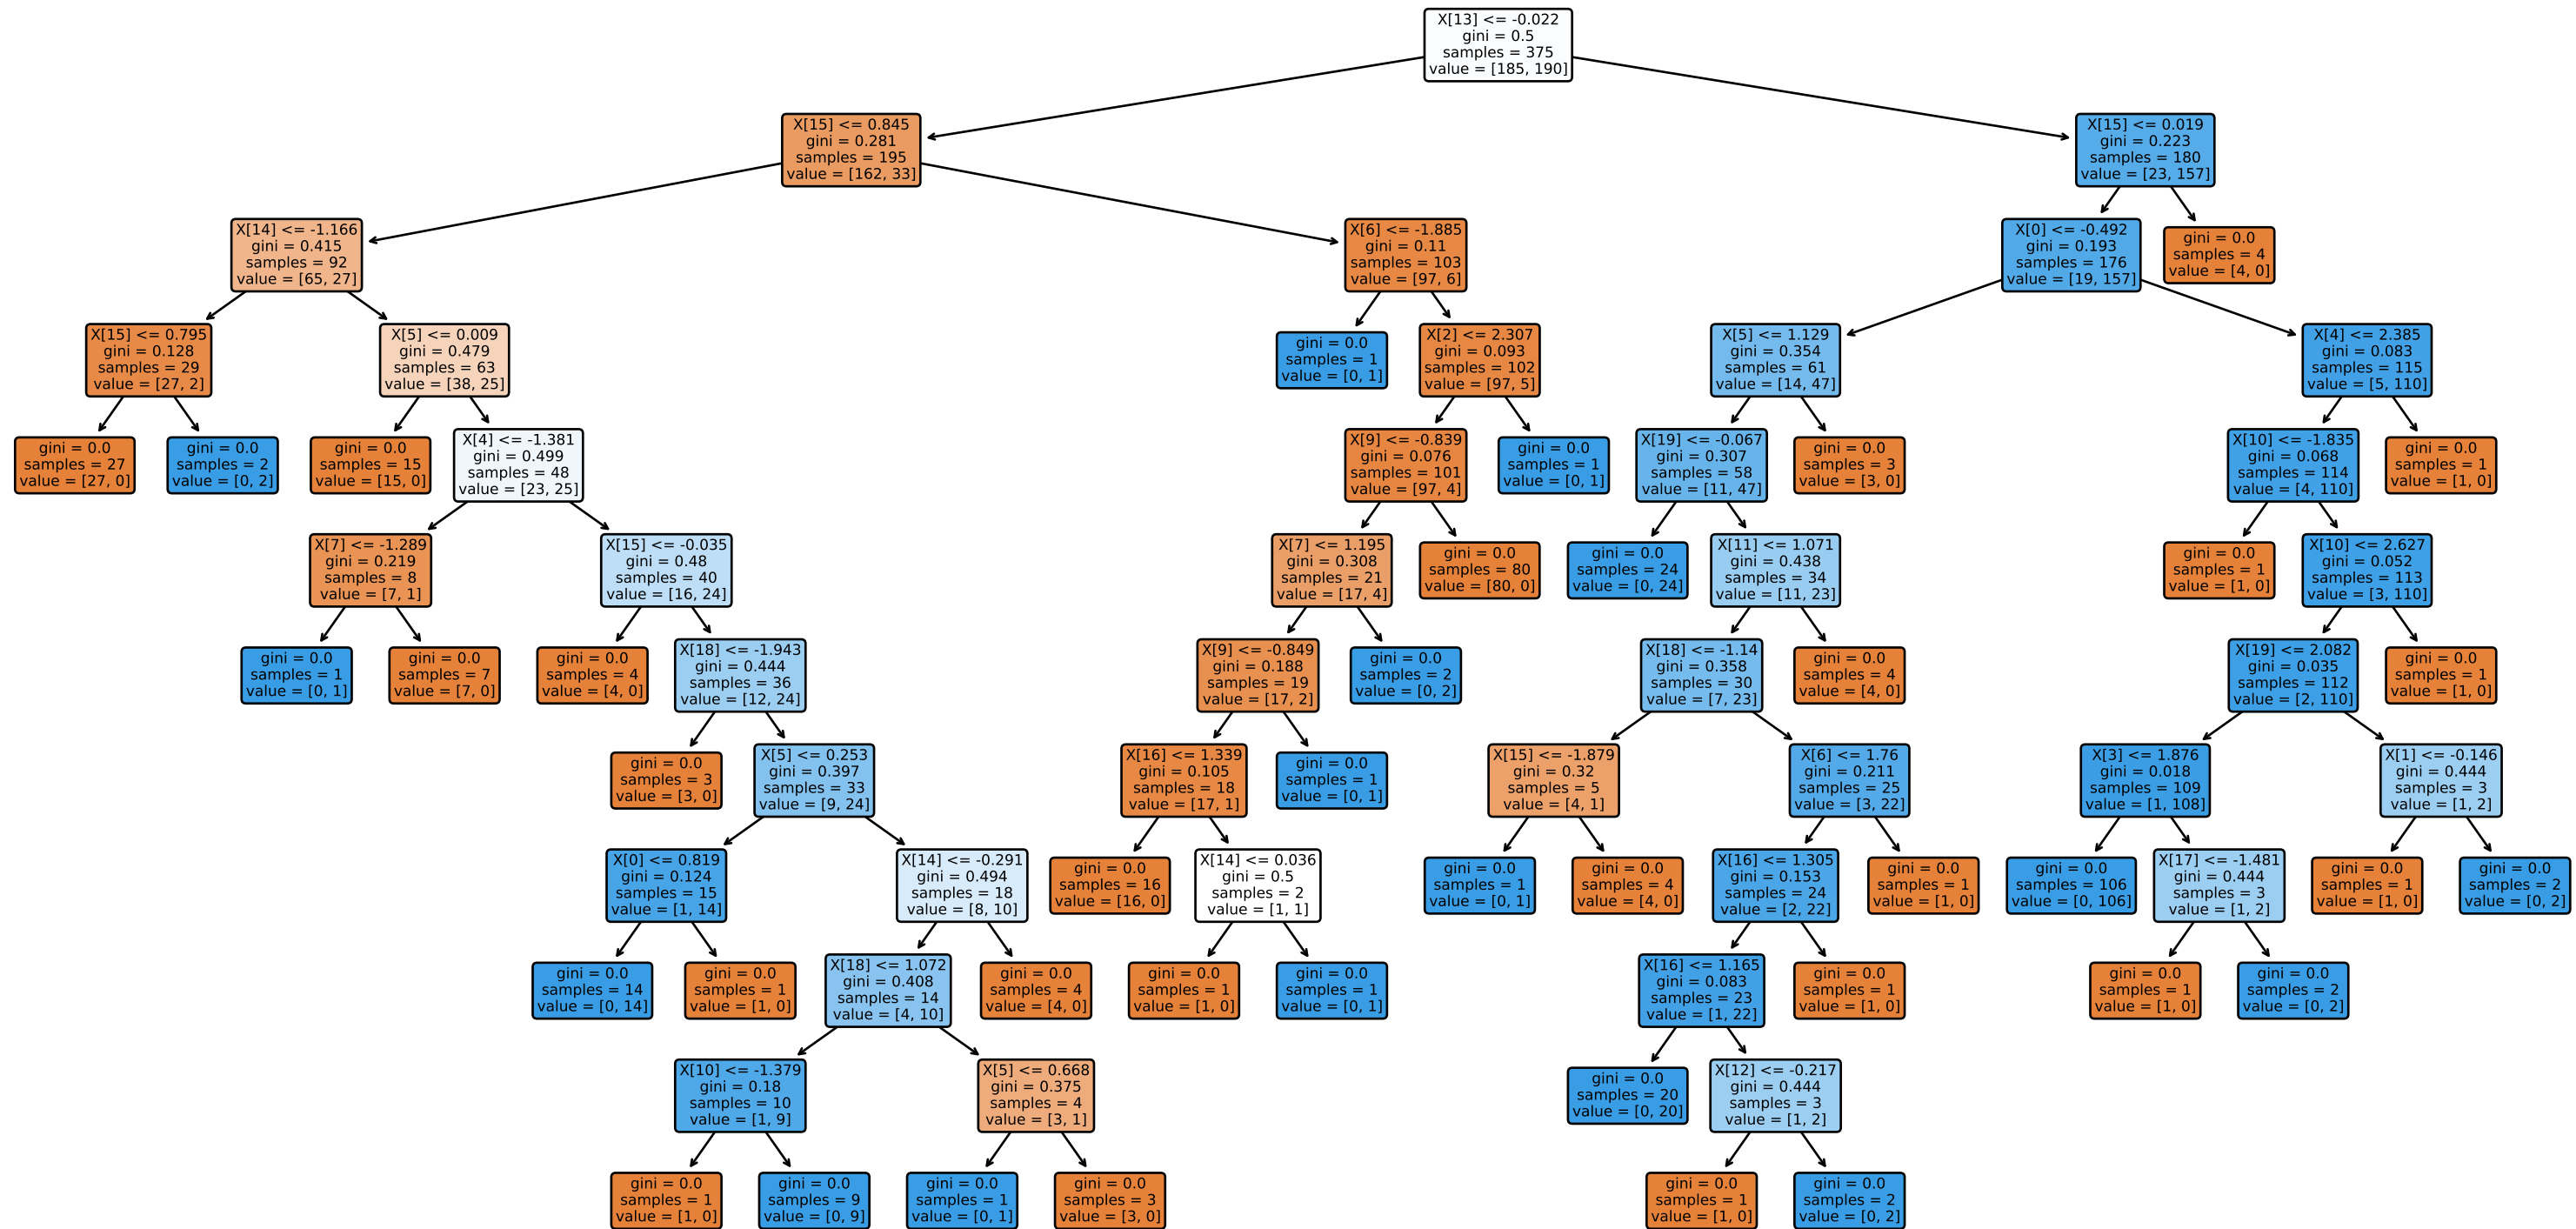 X[13] <= -0.022
gini = 0.5
samples = 375
value = [185, 190]
X[15] <= 0.845
gini = 0.281
samples = 195
value = [162, 33]
X[15] <= 0.019
gini = 0.223
samples = 180
value = [23, 157]
X[14] <= -1.166
gini = 0.415
samples = 92
value = [65, 27]
X[6] <= -1.885
gini = 0.11
samples = 103
value = [97, 6]
X[0] <= -0.492
gini = 0.193
samples = 176
value = [19, 157]
gini = 0.0
samples = 4
value = [4, 0]
X[15] <= 0.795
gini = 0.128
samples = 29
value = [27, 2]
X[5] <= 0.009
gini = 0.479
samples = 63
value = [38, 25]
gini = 0.0
samples = 1
value = [0, 1]
X[2] <= 2.307
gini = 0.093
samples = 102
value = [97, 5]
X[5] <= 1.129
gini = 0.354
samples = 61
value = [14, 47]
X[4] <= 2.385
gini = 0.083
samples = 115
value = [5, 110]
gini = 0.0
samples = 27
value = [27, 0]
gini = 0.0
samples = 2
value = [0, 2]
gini = 0.0
samples = 15
value = [15, 0]
X[4] <= -1.381
gini = 0.499
samples = 48
value = [23, 25]
X[9] <= -0.839
gini = 0.076
samples = 101
value = [97, 4]
gini = 0.0
samples = 1
value = [0, 1]
X[19] <= -0.067
gini = 0.307
samples = 58
value = [11, 47]
gini = 0.0
samples = 3
value = [3, 0]
X[10] <= -1.835
gini = 0.068
samples = 114
value = [4, 110]
gini = 0.0
samples = 1
value = [1, 0]
X[7] <= -1.289
gini = 0.219
samples = 8
value = [7, 1]
X[15] <= -0.035
gini = 0.48
samples = 40
value = [16, 24]
X[7] <= 1.195
gini = 0.308
samples = 21
value = [17, 4]
gini = 0.0
samples = 80
value = [80, 0]
gini = 0.0
samples = 24
value = [0, 24]
X[11] <= 1.071
gini = 0.438
samples = 34
value = [11, 23]
gini = 0.0
samples = 1
value = [1, 0]
X[10] <= 2.627
gini = 0.052
samples = 113
value = [3, 110]
gini = 0.0
samples = 1
value = [0, 1]
gini = 0.0
samples = 7
value = [7, 0]
gini = 0.0
samples = 4
value = [4, 0]
X[18] <= -1.943
gini = 0.444
samples = 36
value = [12, 24]
X[9] <= -0.849
gini = 0.188
samples = 19
value = [17, 2]
gini = 0.0
samples = 2
value = [0, 2]
X[18] <= -1.14
gini = 0.358
samples = 30
value = [7, 23]
gini = 0.0
samples = 4
value = [4, 0]
X[19] <= 2.082
gini = 0.035
samples = 112
value = [2, 110]
gini = 0.0
samples = 1
value = [1, 0]
gini = 0.0
samples = 3
value = [3, 0]
X[5] <= 0.253
gini = 0.397
samples = 33
value = [9, 24]
X[16] <= 1.339
gini = 0.105
samples = 18
value = [17, 1]
gini = 0.0
samples = 1
value = [0, 1]
X[15] <= -1.879
gini = 0.32
samples = 5
value = [4, 1]
X[6] <= 1.76
gini = 0.211
samples = 25
value = [3, 22]
X[3] <= 1.876
gini = 0.018
samples = 109
value = [1, 108]
X[1] <= -0.146
gini = 0.444
samples = 3
value = [1, 2]
X[0] <= 0.819
gini = 0.124
samples = 15
value = [1, 14]
X[14] <= -0.291
gini = 0.494
samples = 18
value = [8, 10]
gini = 0.0
samples = 16
value = [16, 0]
X[14] <= 0.036
gini = 0.5
samples = 2
value = [1, 1]
gini = 0.0
samples = 1
value = [0, 1]
gini = 0.0
samples = 4
value = [4, 0]
X[16] <= 1.305
gini = 0.153
samples = 24
value = [2, 22]
gini = 0.0
samples = 1
value = [1, 0]
gini = 0.0
samples = 106
value = [0, 106]
X[17] <= -1.481
gini = 0.444
samples = 3
value = [1, 2]
gini = 0.0
samples = 1
value = [1, 0]
gini = 0.0
samples = 2
value = [0, 2]
gini = 0.0
samples = 14
value = [0, 14]
gini = 0.0
samples = 1
value = [1, 0]
X[18] <= 1.072
gini = 0.408
samples = 14
value = [4, 10]
gini = 0.0
samples = 4
value = [4, 0]
gini = 0.0
samples = 1
value = [1, 0]
gini = 0.0
samples = 1
value = [0, 1]
X[16] <= 1.165
gini = 0.083
samples = 23
value = [1, 22]
gini = 0.0
samples = 1
value = [1, 0]
gini = 0.0
samples = 1
value = [1, 0]
gini = 0.0
samples = 2
value = [0, 2]
X[10] <= -1.379
gini = 0.18
samples = 10
value = [1, 9]
X[5] <= 0.668
gini = 0.375
samples = 4
value = [3, 1]
gini = 0.0
samples = 20
value = [0, 20]
X[12] <= -0.217
gini = 0.444
samples = 3
value = [1, 2]
gini = 0.0
samples = 1
value = [1, 0]
gini = 0.0
samples = 9
value = [0, 9]
gini = 0.0
samples = 1
value = [0, 1]
gini = 0.0
samples = 3
value = [3, 0]
gini = 0.0
samples = 1
value = [1, 0]
gini = 0.0
samples = 2
value = [0, 2]